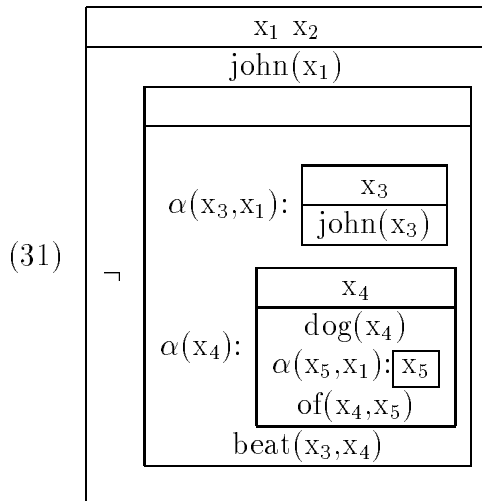 x₁ x₂
john(x₁)
α(x₃,x₁):
x₃
john(x₃)
(31)
¬
x₄
dog(x₄)
α(x₄):
α(x₅,x₁): x₅
of(x₄,x₅)
beat(x₃,x₄)